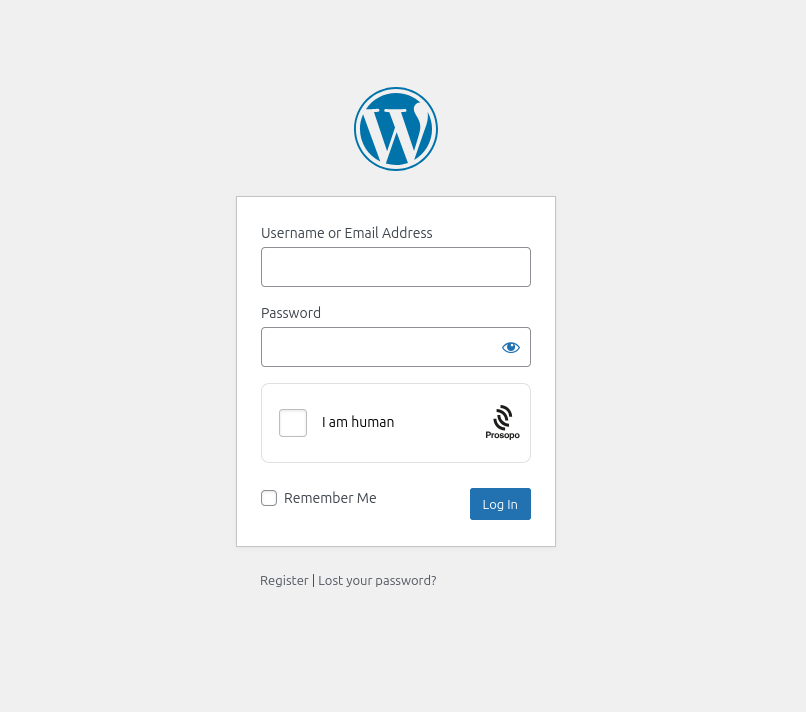 Username or Email Address
Password
I am human
Prosopo
Remember Me
Log In
Register | Lost your password?